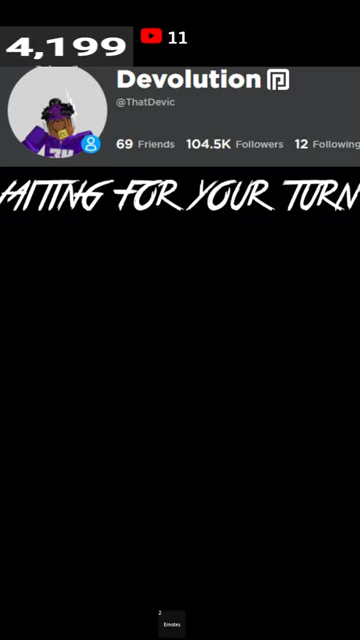 4,199
11
Devolution
@ThatDevic
69 Friends 104.5K Followers 12 Following
WAITING FOR YOUR TURN
2
Emotes